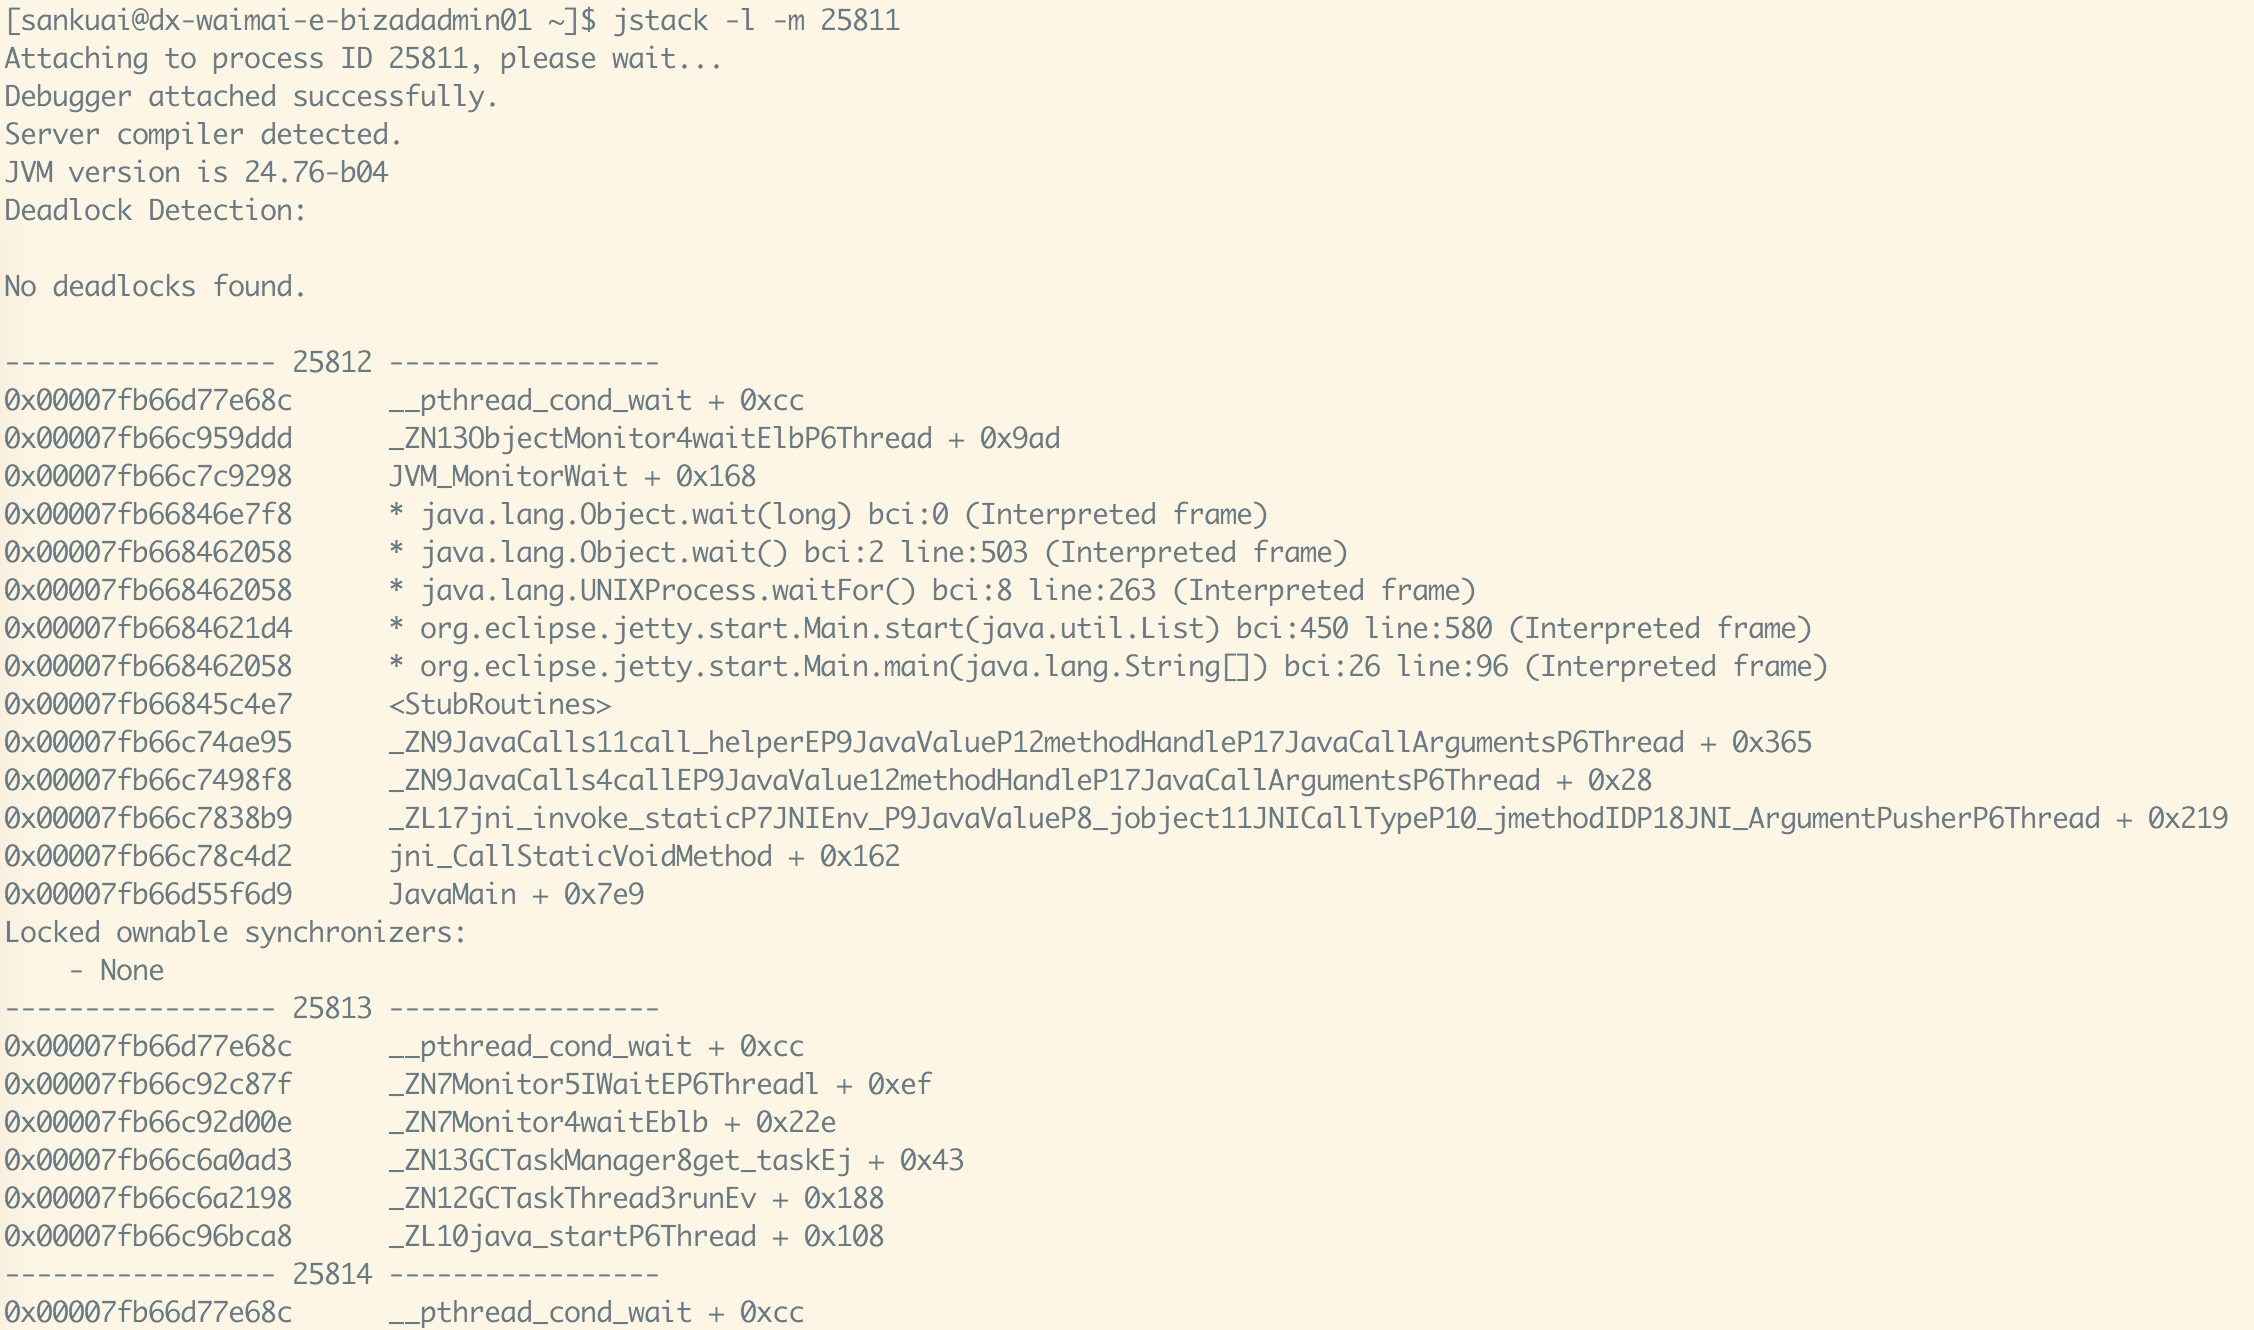 [sankuai@dx-waimai-e-bizadadmin01 ~]$ jstack -l -m 25811
Attaching to process ID 25811, please wait...
Debugger attached successfully.
Server compiler detected.
JVM version is 24.76-b04
Deadlock Detection:
No deadlocks found.
----------------- 25812 -----------------
0x00007fb66d77e68c      __pthread_cond_wait + 0xcc
0x00007fb66c959ddd      _ZN13ObjectMonitor4waitElbP6Thread + 0x9ad
0x00007fb66c7c9298      JVM_MonitorWait + 0x168
0x00007fb66846e7f8      * java.lang.Object.wait(long) bci:0 (Interpreted frame)
0x00007fb668462058      * java.lang.Object.wait() bci:2 line:503 (Interpreted frame)
0x00007fb668462058      * java.lang.UNIXProcess.waitFor() bci:8 line:263 (Interpreted frame)
0x00007fb6684621d4      * org.eclipse.jetty.start.Main.start(java.util.List) bci:450 line:580 (Interpreted frame)
0x00007fb668462058      * org.eclipse.jetty.start.Main.main(java.lang.String[]) bci:26 line:96 (Interpreted frame)
0x00007fb66845c4e7      <StubRoutines>
0x00007fb66c74ae95      _ZN9JavaCalls11call_helperEP9JavaValueP12methodHandleP17JavaCallArgumentsP6Thread + 0x365
0x00007fb66c7498f8      _ZN9JavaCalls4callEP9JavaValue12methodHandleP17JavaCallArgumentsP6Thread + 0x28
0x00007fb66c7838b9      _ZL17jni_invoke_staticP7JNIEnv_P9JavaValueP8_jobject11JNICallTypeP10_jmethodIDP18JNI_ArgumentPusherP6Thread + 0x219
0x00007fb66c78c4d2      jni_CallStaticVoidMethod + 0x162
0x00007fb66d55f6d9      JavaMain + 0x7e9
Locked ownable synchronizers:
    - None
----------------- 25813 -----------------
0x00007fb66d77e68c      __pthread_cond_wait + 0xcc
0x00007fb66c92c87f      _ZN7Monitor5IWaitEP6Threadl + 0xef
0x00007fb66c92d00e      _ZN7Monitor4waitEblb + 0x22e
0x00007fb66c6a0ad3      _ZN13GCTaskManager8get_taskEj + 0x43
0x00007fb66c6a2198      _ZN12GCTaskThread3runEv + 0x188
0x00007fb66c96bca8      _ZL10java_startP6Thread + 0x108
----------------- 25814 -----------------
0x00007fb66d77e68c      __pthread_cond_wait + 0xcc